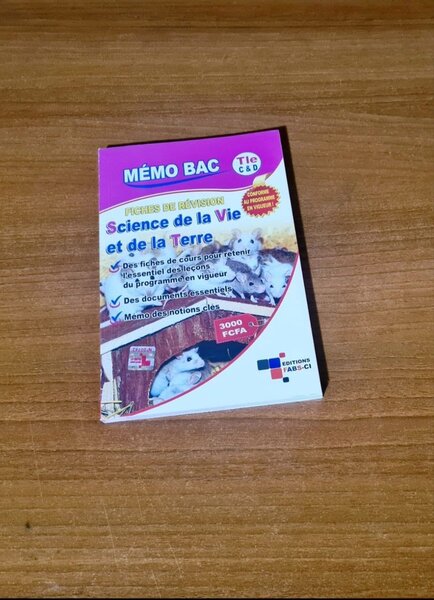 MÉMO BAC
Tle
C & D
CONFORME
AU PROGRAMME
EN VIGUEUR !
FICHES DE RÉVISION
Science de la Vie
et de la Terre
Des fiches de cours pour retenir
l'essentiel des leçons
du programme en vigueur
Des documents essentiels
Mémo des notions clés
3000
FCFA
EDITIONS
FABS-CI